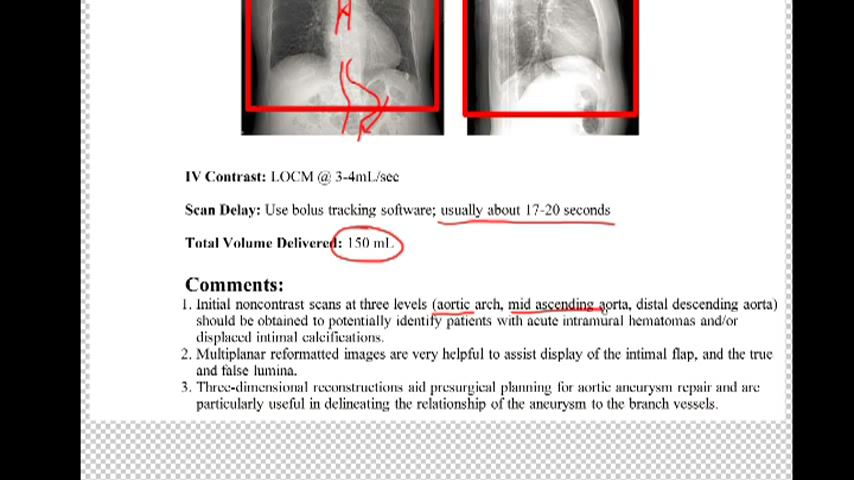 IV Contrast: LOCM @ 3-4mL/sec
Scan Delay: Use bolus tracking software; usually about 17-20 seconds
Total Volume Delivered: 150 mL
Comments:
1. Initial noncontrast scans at three levels (aortic arch, mid ascending aorta, distal descending aorta)
should be obtained to potentially identify patients with acute intramural hematomas and/or
displaced intimal calcifications.
2. Multiplanar reformatted images are very helpful to assist display of the intimal flap, and the true
and false lumina.
3. Three-dimensional reconstructions aid presurgical planning for aortic aneurysm repair and are
particularly useful in delineating the relationship of the aneurysm to the branch vessels.